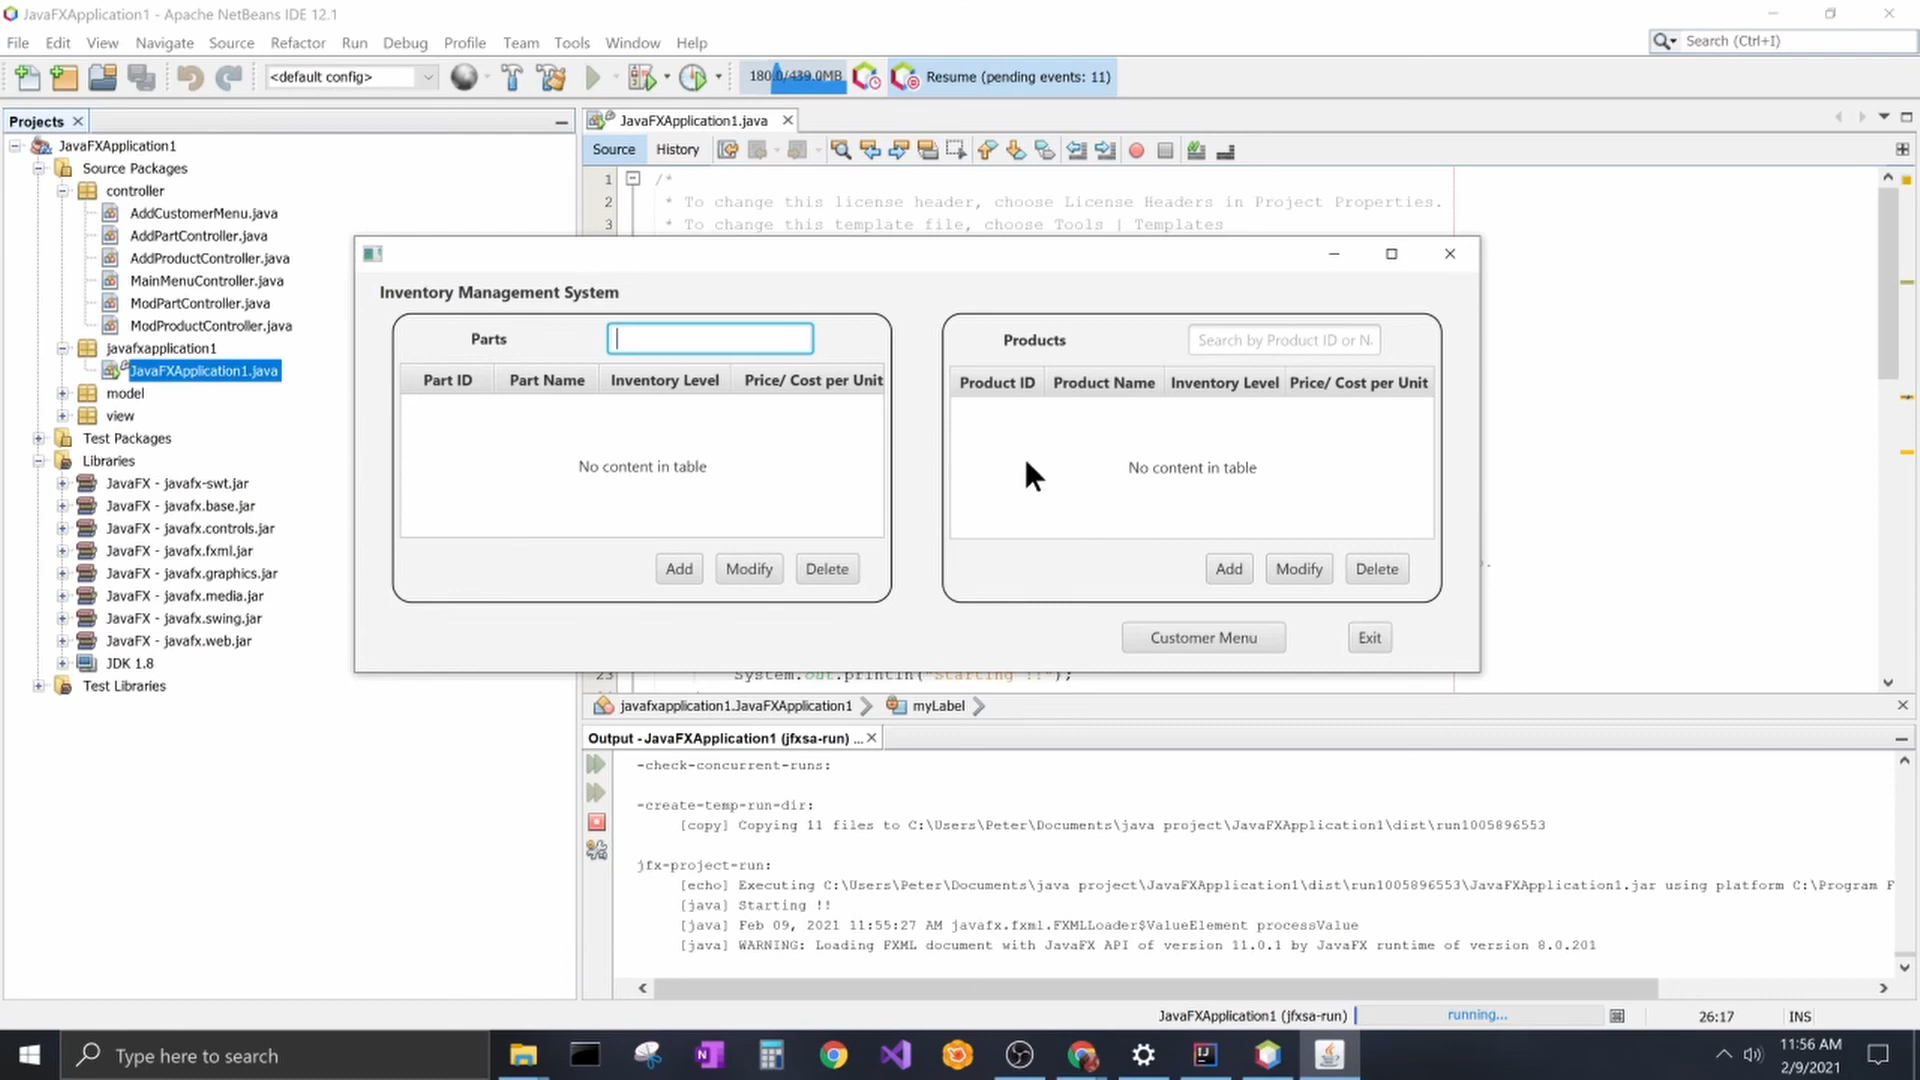 JavaFXApplication1 - Apache NetBeans IDE 12.1
File Edit View Navigate Source Refactor Run Debug Profile Team Tools Window Help
Search (Ctrl+I)
<default config>
180.0/439.0MB
Resume (pending events: 11)
Projects
JavaFXApplication1
Source Packages
controller
AddCustomerMenu.java
AddPartController.java
AddProductController.java
MainMenuController.java
ModPartController.java
ModProductController.java
javafxapplication1
JavaFXApplication1.java
model
view
Test Packages
Libraries
JavaFX - javafx-swt.jar
JavaFX - javafx.base.jar
JavaFX - javafx.controls.jar
JavaFX - javafx.fxml.jar
JavaFX - javafx.graphics.jar
JavaFX - javafx.media.jar
JavaFX - javafx.swing.jar
JavaFX - javafx.web.jar
JDK 1.8
Test Libraries
JavaFXApplication1.java
Source History
1 /*
2 * To change this license header, choose License Headers in Project Properties.
3 * To change this template file, choose Tools | Templates
Inventory Management System
Parts
Part ID Part Name Inventory Level Price/ Cost per Unit
No content in table
Add Modify Delete
Products Search by Product ID or N
Product ID Product Name Inventory Level Price/ Cost per Unit
No content in table
Add Modify Delete
Customer Menu Exit
23 System.out.println("Starting !!");
javafxapplication1.JavaFXApplication1 myLabel
Output - JavaFXApplication1 (jfxsa-run) ...
-check-concurrent-runs:
-create-temp-run-dir:
[copy] Copying 11 files to C:\Users\Peter\Documents\java project\JavaFXApplication1\dist\run1005896553
jfx-project-run:
[echo] Executing C:\Users\Peter\Documents\java project\JavaFXApplication1\dist\run1005896553\JavaFXApplication1.jar using platform C:\Program F
[java] Starting !!
[java] Feb 09, 2021 11:55:27 AM javafx.fxml.FXMLLoader$ValueElement processValue
[java] WARNING: Loading FXML document with JavaFX API of version 11.0.1 by JavaFX runtime of version 8.0.201
JavaFXApplication1 (jfxsa-run) running... 26:17 INS
Type here to search
11:56 AM
2/9/2021